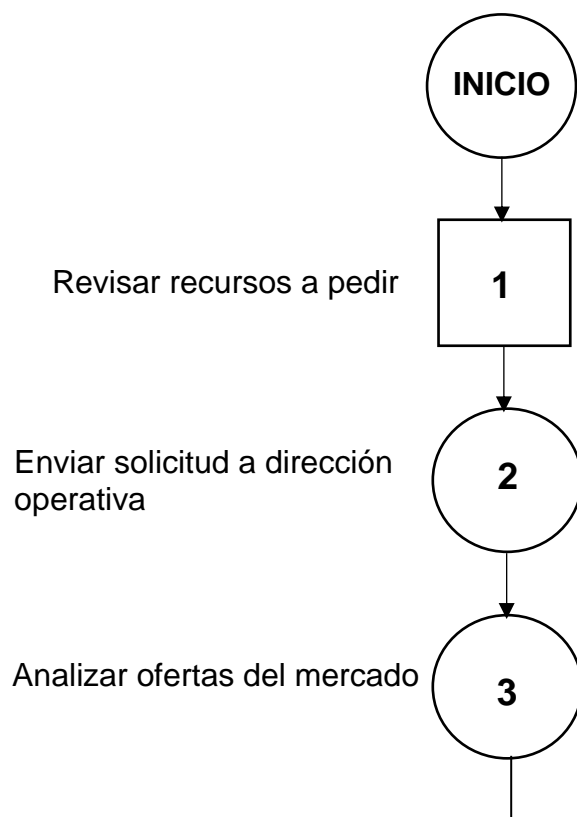 INICIO
Revisar recursos a pedir
1
Enviar solicitud a dirección
operativa
2
Analizar ofertas del mercado
3